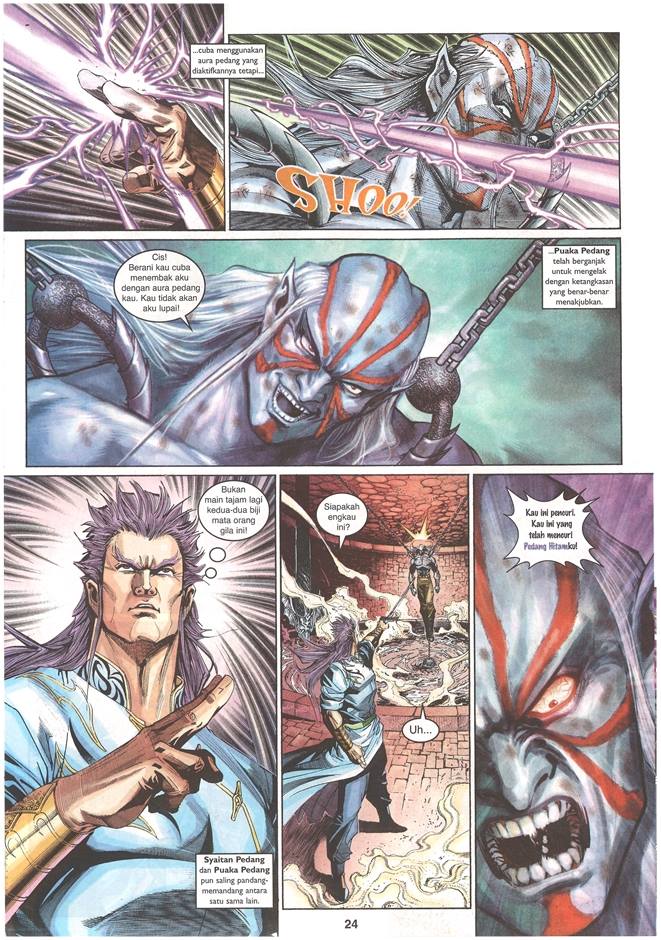 ...cuba menggunakan
aura pedang yang
diaktifkannya tetapi...
SHOO!
Cis!
Berani kau cuba
menembak aku
dengan aura pedang
kau. Kau tidak akan
aku lupai!
...Puaka Pedang
telah berganjak
untuk mengelak
dengan ketangkasan
yang benar-benar
menakjubkan.
Bukan
main tajam lagi
kedua-dua biji
mata orang
gila ini!
Syaitan Pedang
dan Puaka Pedang
pun saling pandang-
memandang antara
satu sama lain.
Siapakah
engkau
ini?
Uh...
Kau ini pencuri.
Kau ini yang
telah mencuri
Pedang Hitamku!
24